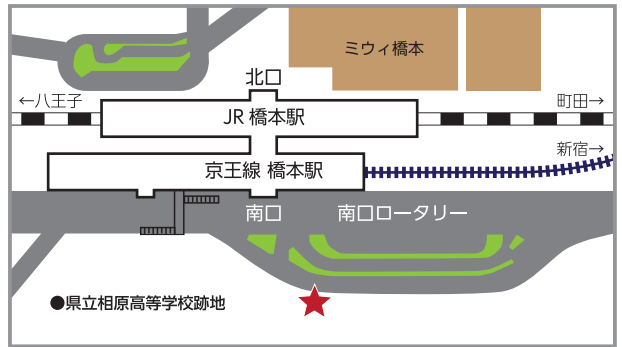 ミウィ橋本
北口
←八王子
町田→
JR 橋本駅
新宿→
京王線 橋本駅
南口
南口ロータリー
●県立相原高等学校跡地